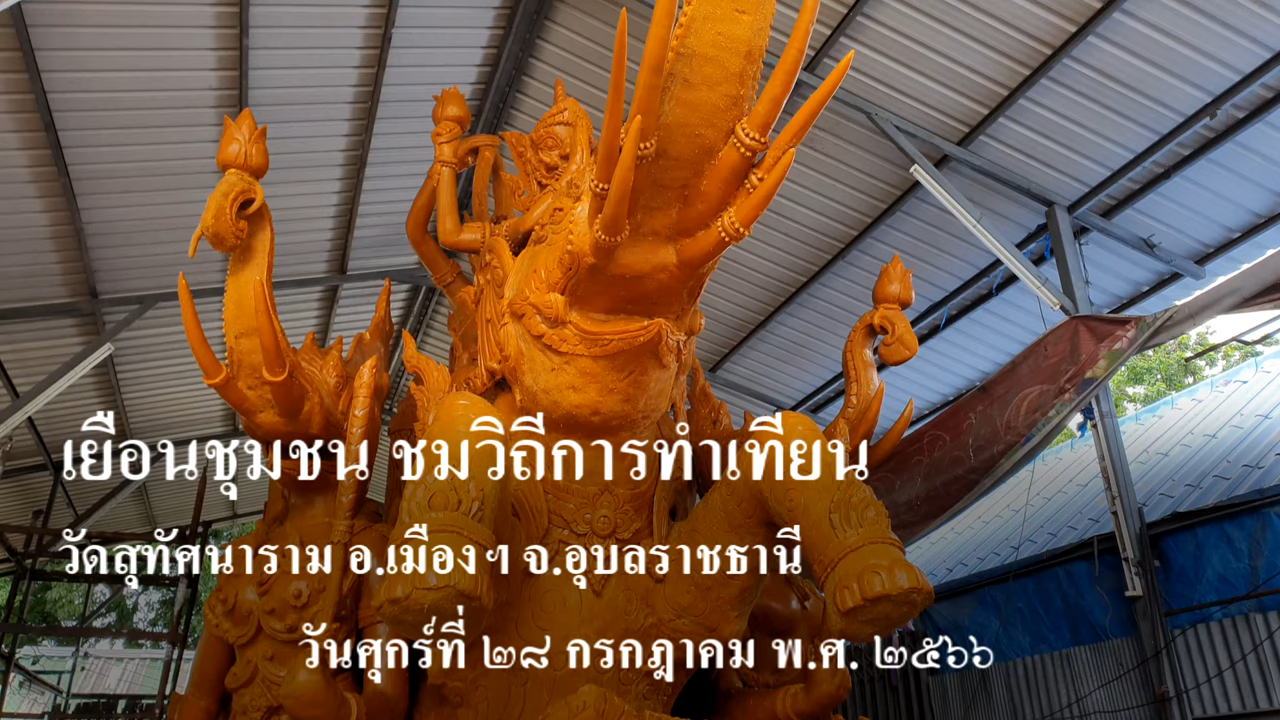 เยือนชุมชน ชมวิถีการทำเทียน
วัดสุทัศนาราม อ.เมืองฯ จ.อุบลราชธานี
วันศุกร์ที่ ๒๘ กรกฎาคม พ.ศ. ๒๕๖๖